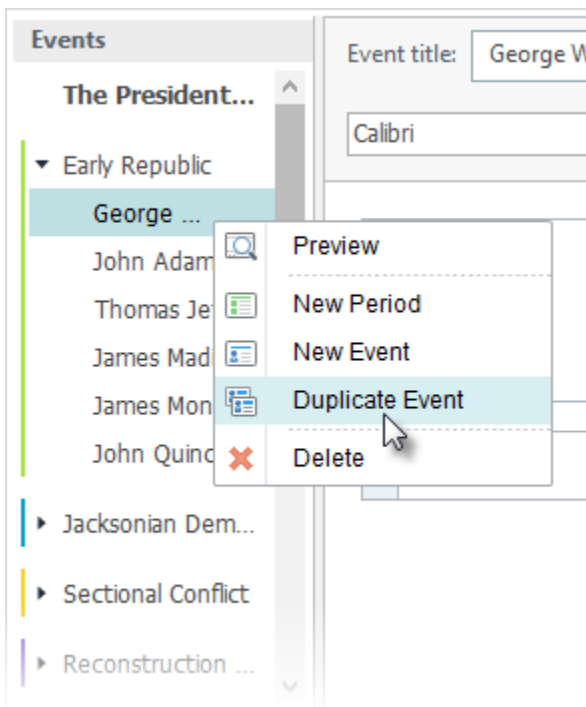 Events
The President...
Early Republic
George ...
John Adam
Thomas Je
James Madi
James Mon
John Quinc
Jacksonian Dem...
Sectional Conflict
Reconstruction ...
Event title:
George W
Calibri
Preview
New Period
New Event
Duplicate Event
Delete